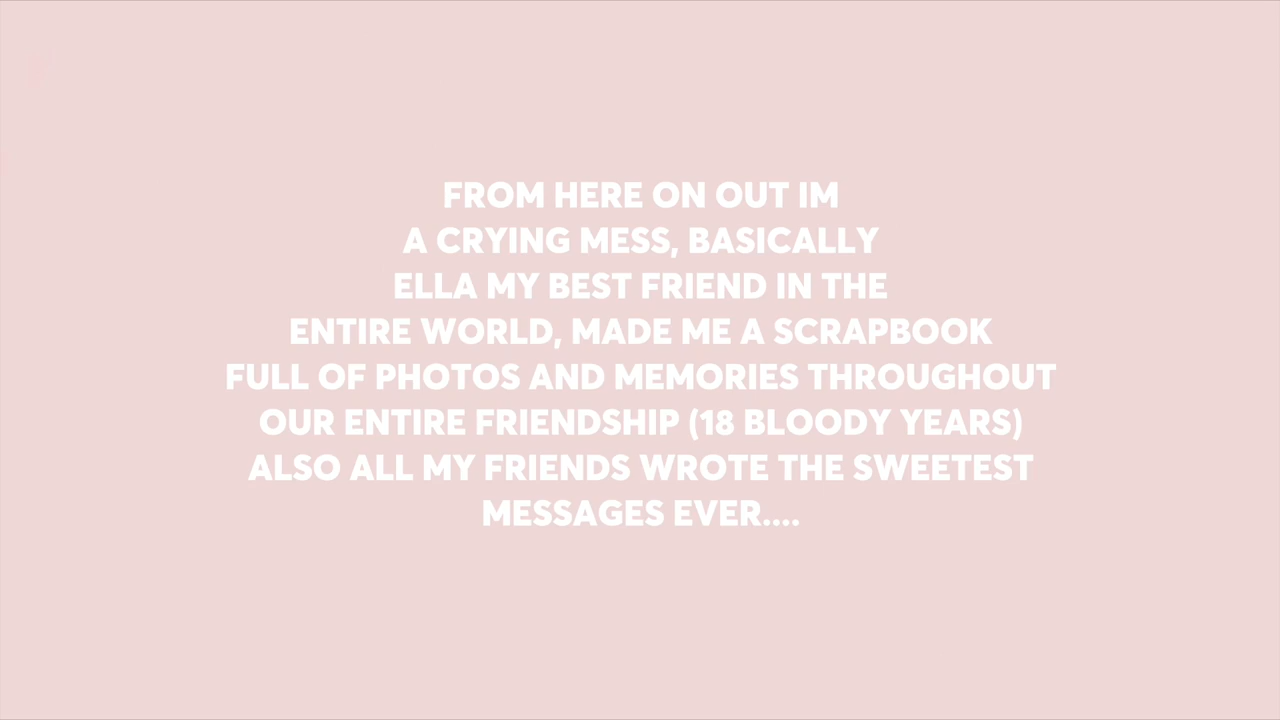 FROM HERE ON OUT IM
A CRYING MESS, BASICALLY
ELLA MY BEST FRIEND IN THE
ENTIRE WORLD, MADE ME A SCRAPBOOK
FULL OF PHOTOS AND MEMORIES THROUGHOUT
OUR ENTIRE FRIENDSHIP (18 BLOODY YEARS)
ALSO ALL MY FRIENDS WROTE THE SWEETEST
MESSAGES EVER....